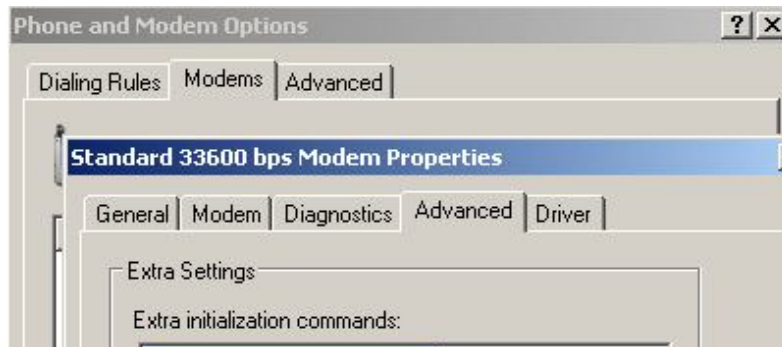 Phone and Modem Options
Dialing Rules Modems Advanced
Standard 33600 bps Modem Properties
General Modem Diagnostics Advanced Driver
Extra Settings
Extra initialization commands: